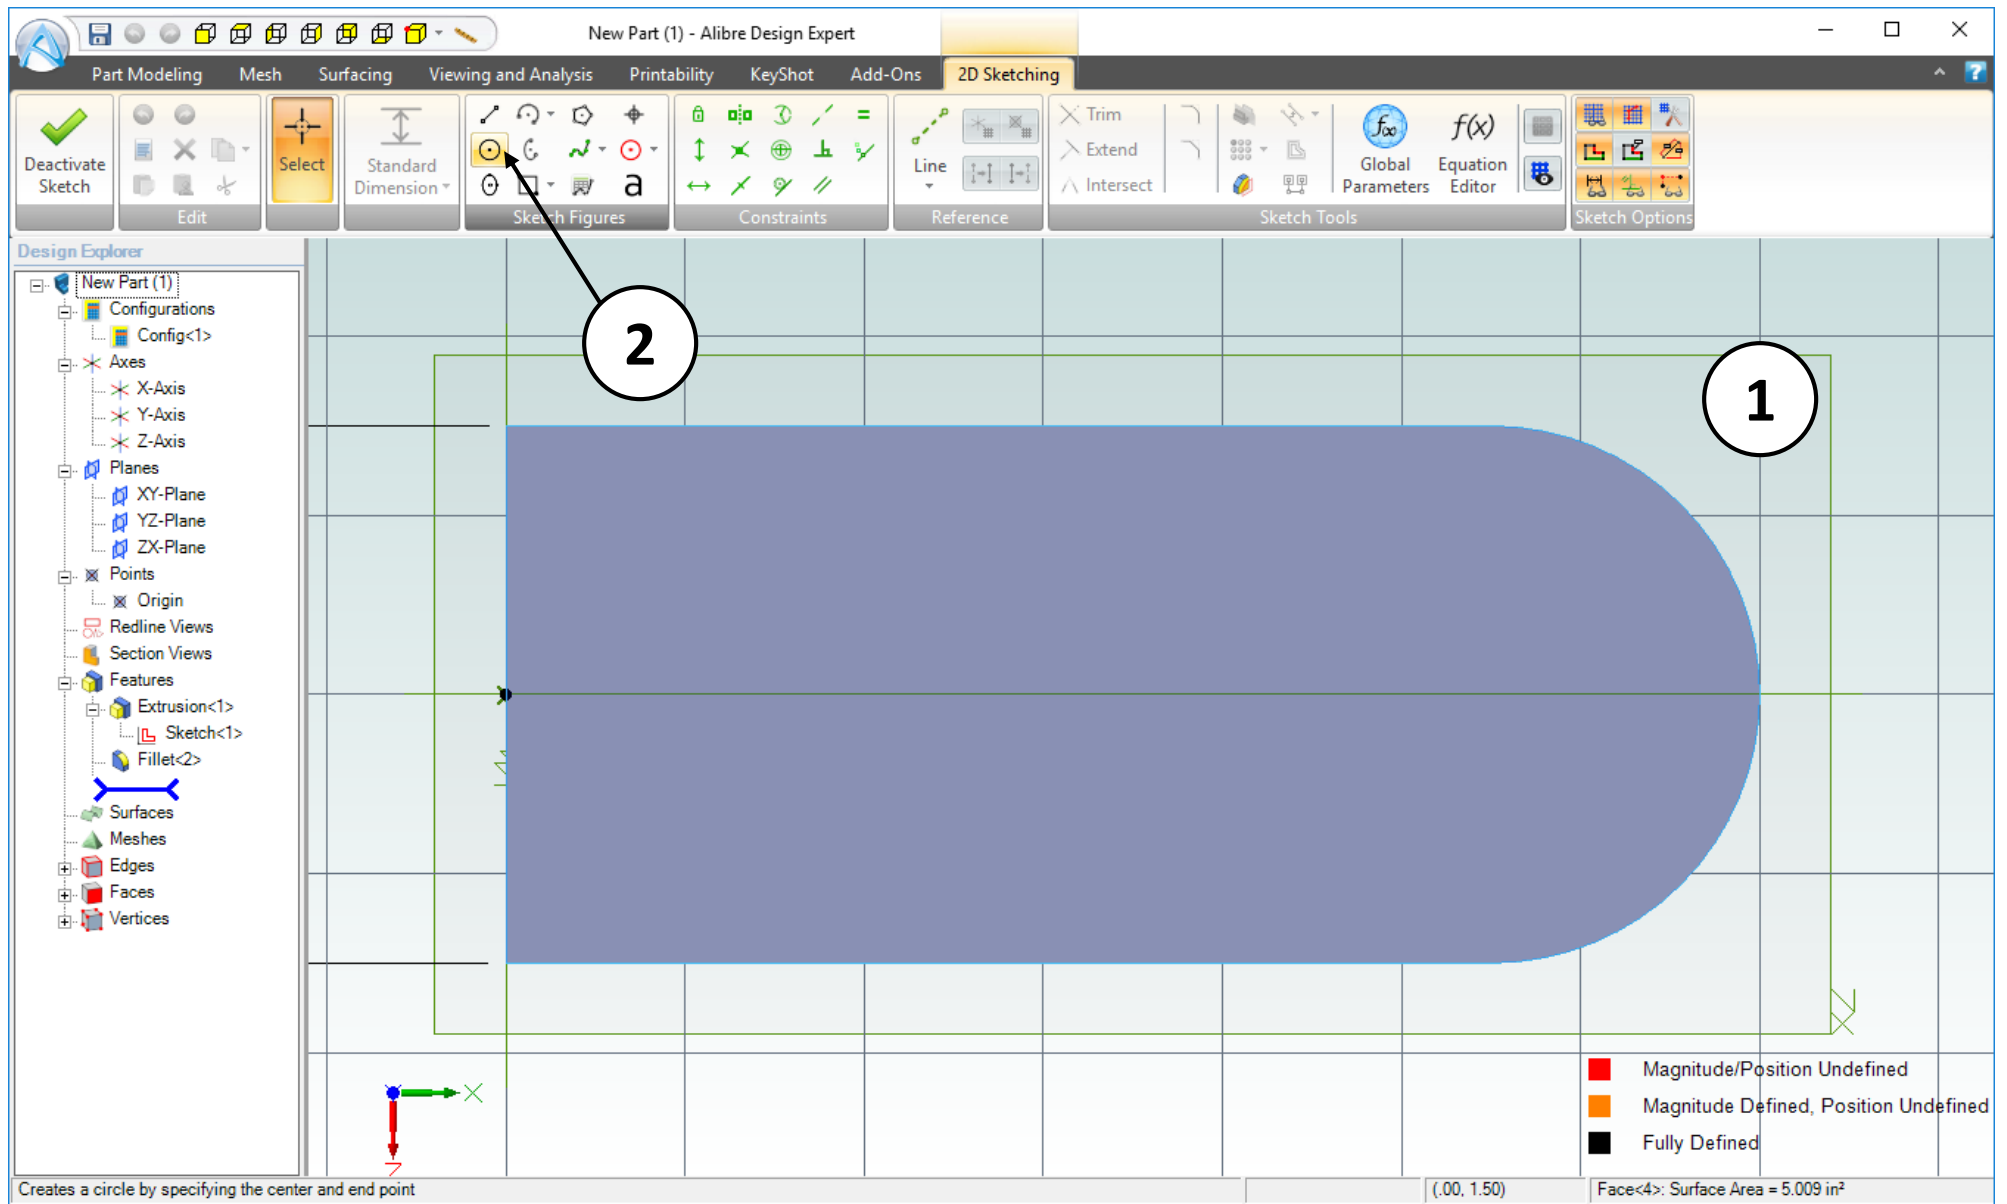 New Part (1) - Alibre Design Expert
Part Modeling Mesh Surfacing Viewing and Analysis Printability KeyShot Add-Ons 2D Sketching
Deactivate Sketch
Edit
Select
Standard Dimension
a
Sketch Figures
Constraints
Line
Reference
Trim
Extend
Intersect
f∞
Global Parameters
f(x)
Equation Editor
Sketch Tools
Sketch Options
Design Explorer
New Part (1)
Configurations
Config<1>
Axes
X-Axis
Y-Axis
Z-Axis
Planes
XY-Plane
YZ-Plane
ZX-Plane
Points
Origin
Redline Views
Section Views
Features
Extrusion<1>
Sketch<1>
Fillet<2>
Surfaces
Meshes
Edges
Faces
Vertices
2
1
X
Z
Magnitude/Position Undefined
Magnitude Defined, Position Undefined
Fully Defined
Creates a circle by specifying the center and end point
(.00, 1.50)
Face<4>: Surface Area = 5.009 in²